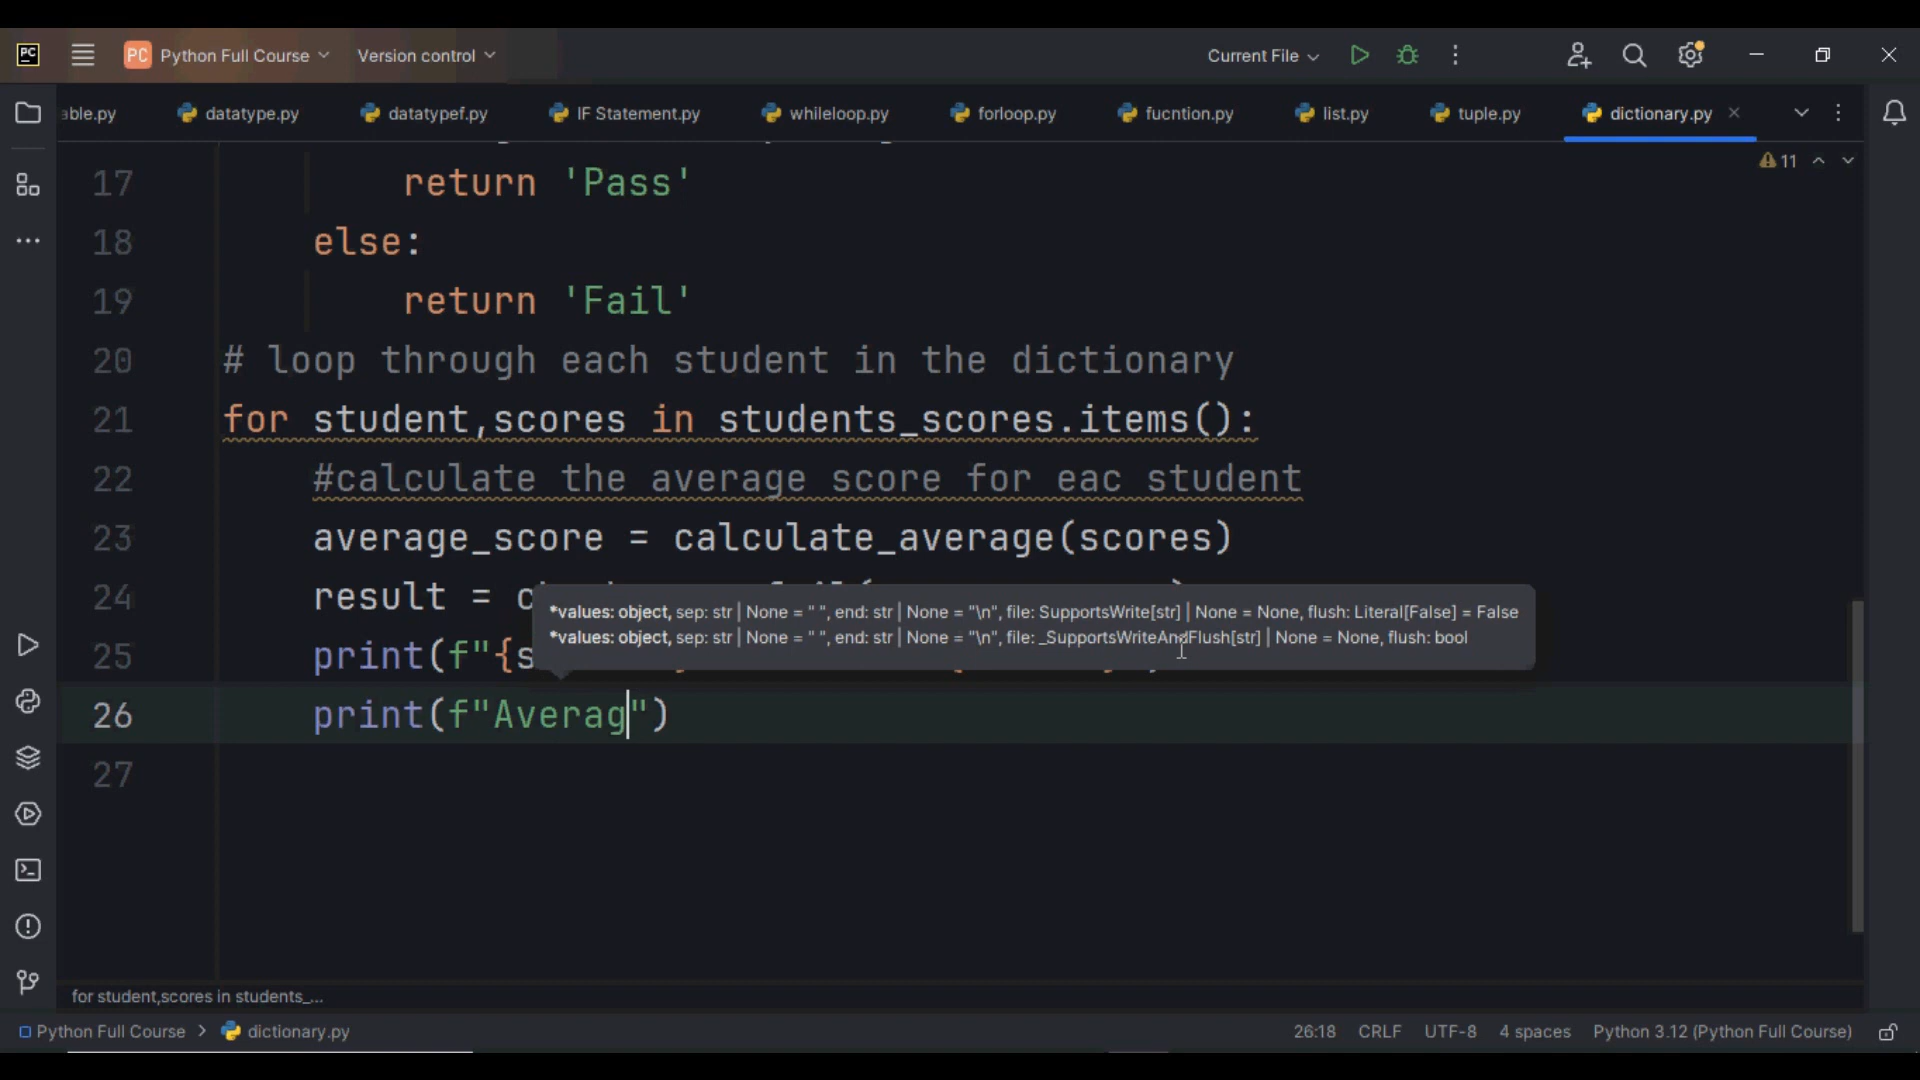 PC
PC Python Full Course
Version control
Current File
able.py
datatype.py
datatypef.py
IF Statement.py
whileloop.py
forloop.py
fucntion.py
list.py
tuple.py
dictionary.py
11
17 return 'Pass'
18 else:
19 return 'Fail'
20 # loop through each student in the dictionary
21 for student,scores in students_scores.items():
22 #calculate the average score for eac student
23 average_score = calculate_average(scores)
24 result =
*values: object, sep: str | None = " ", end: str | None = "\n", file: SupportsWrite[str] | None = None, flush: Literal[False] = False
*values: object, sep: str | None = " ", end: str | None = "\n", file: _SupportsWriteAndFlush[str] | None = None, flush: bool
25 print(f"{s
26 print(f"Averag")
27
for student,scores in students_...
Python Full Course > dictionary.py
26:18 CRLF UTF-8 4 spaces Python 3.12 (Python Full Course)